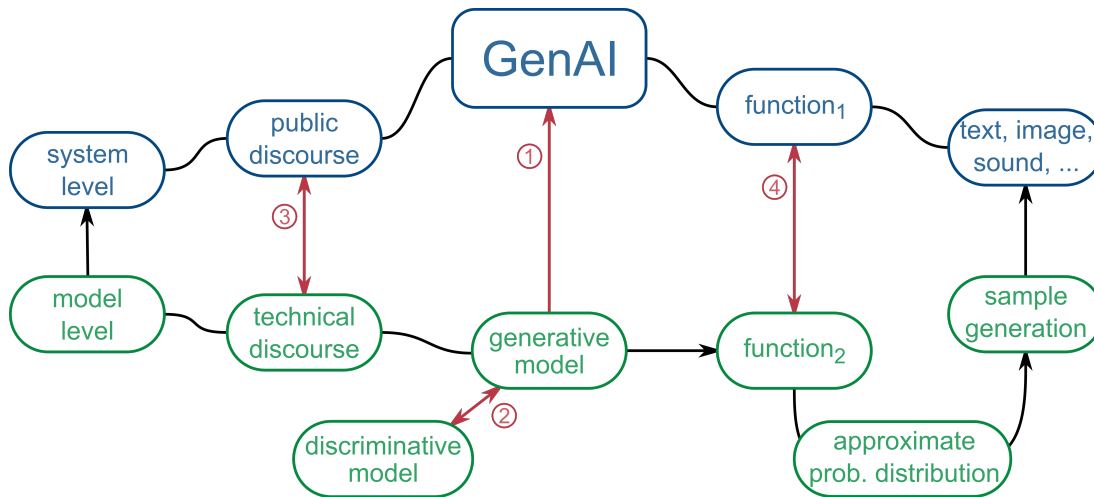 GenAI
public
discourse
function₁
text, image,
sound, ...
system
level
①
④
③
model
level
technical
discourse
generative
model
function₂
sample
generation
②
discriminative
model
approximate
prob. distribution